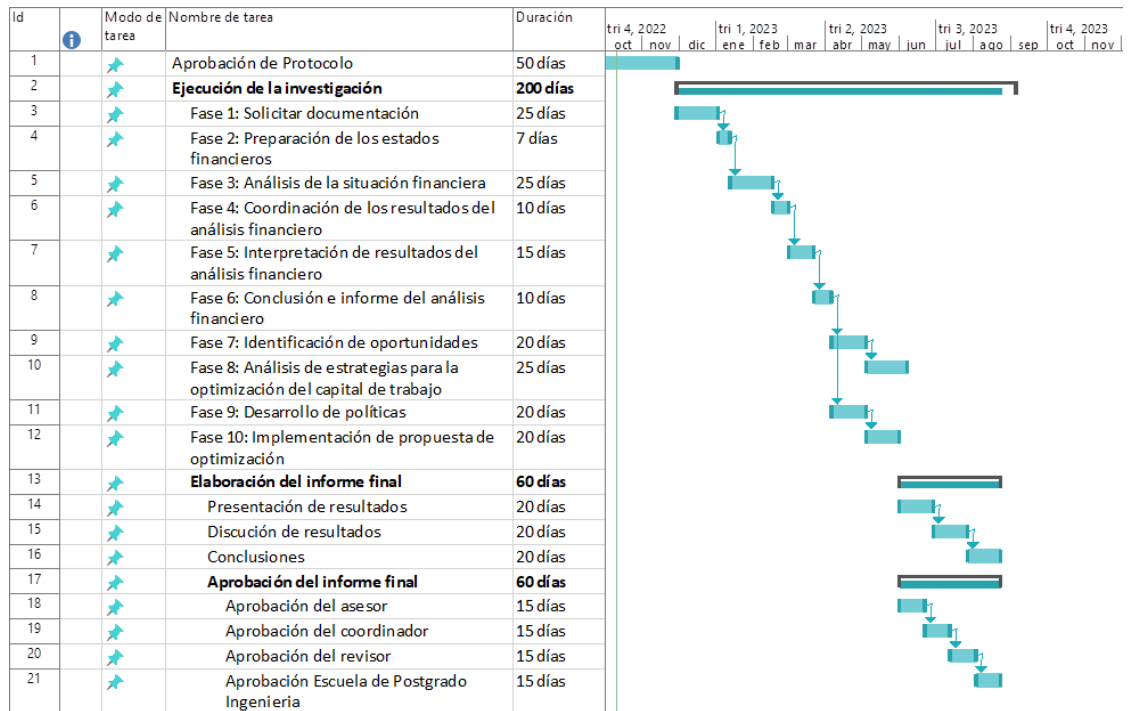 Id Modo de tarea Nombre de tarea Duración
tri 4, 2022 tri 1, 2023 tri 2, 2023 tri 3, 2023 tri 4, 2023
oct nov dic ene feb mar abr may jun jul ago sep oct nov
1 Aprobación de Protocolo 50 días
2 Ejecución de la investigación 200 días
3 Fase 1: Solicitar documentación 25 días
4 Fase 2: Preparación de los estados 7 días
financieros
5 Fase 3: Análisis de la situación financiera 25 días
6 Fase 4: Coordinación de los resultados del 10 días
análisis financiero
7 Fase 5: Interpretación de resultados del 15 días
análisis financiero
8 Fase 6: Conclusión e informe del análisis 10 días
financiero
9 Fase 7: Identificación de oportunidades 20 días
10 Fase 8: Análisis de estrategias para la 25 días
optimización del capital de trabajo
11 Fase 9: Desarrollo de políticas 20 días
12 Fase 10: Implementación de propuesta de 20 días
optimización
13 Elaboración del informe final 60 días
14 Presentación de resultados 20 días
15 Discución de resultados 20 días
16 Conclusiones 20 días
17 Aprobación del informe final 60 días
18 Aprobación del asesor 15 días
19 Aprobación del coordinador 15 días
20 Aprobación del revisor 15 días
21 Aprobación Escuela de Postgrado 15 días
Ingenieria